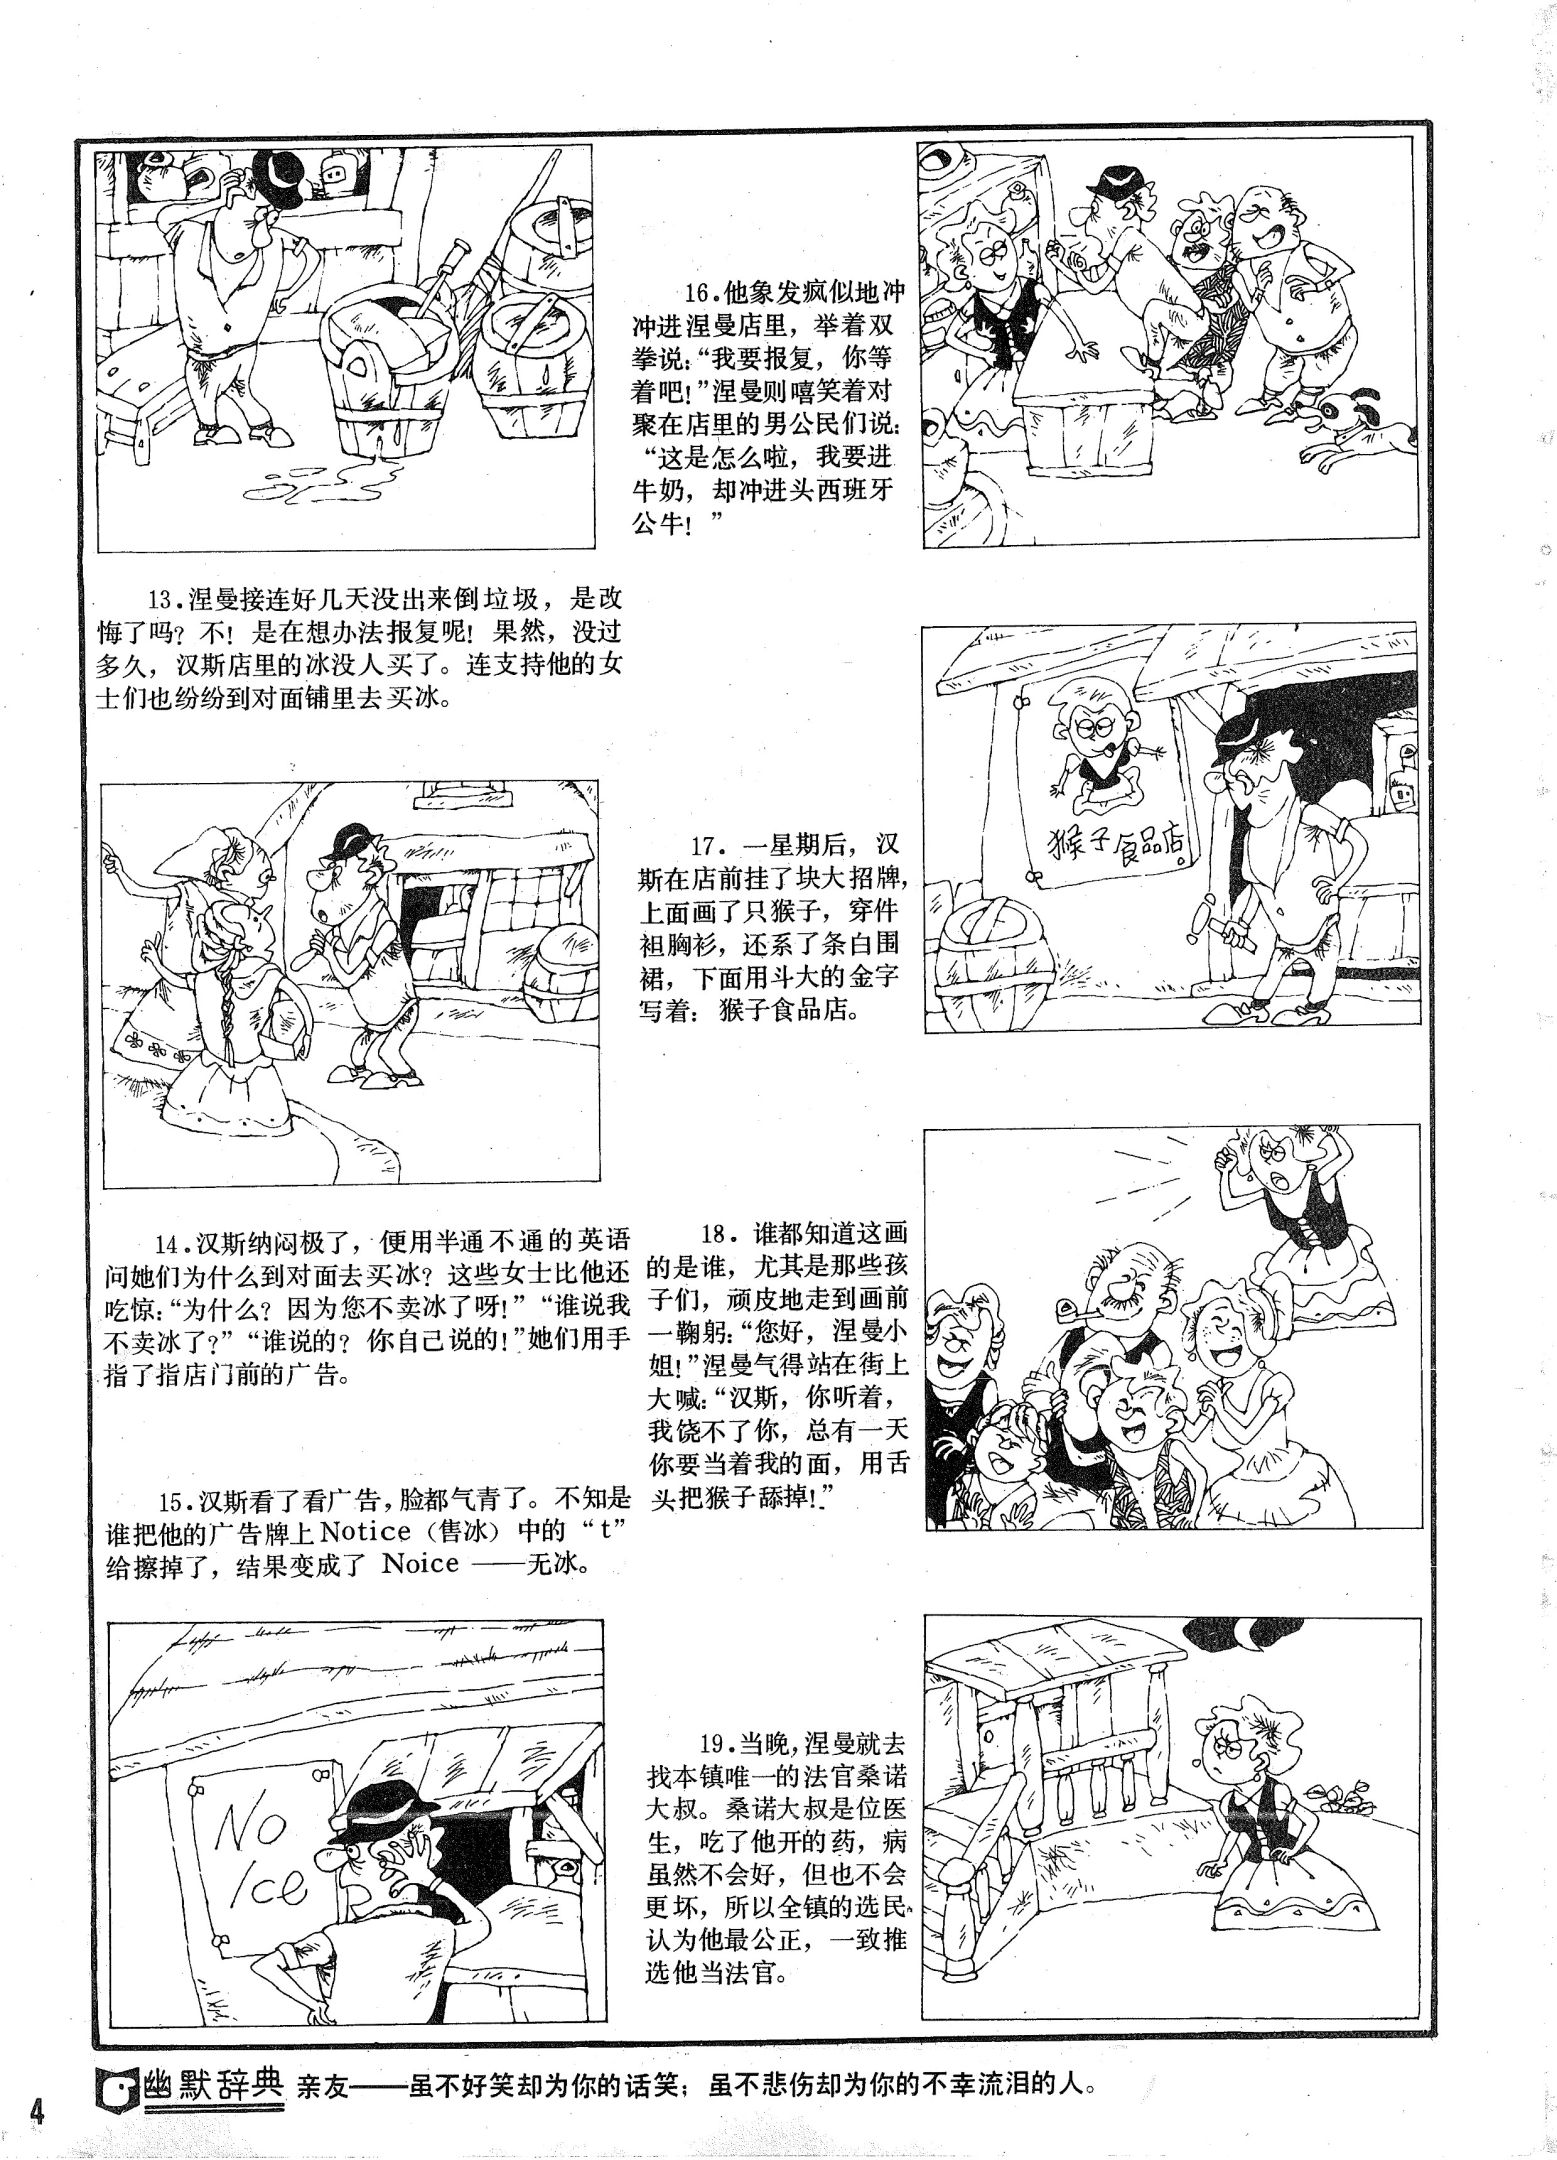 13.涅曼接连好几天没出来倒垃圾，是改
悔了吗？不！是在想办法报复呢！果然，没过
多久，汉斯店里的冰没人买了。连支持他的女
士们也纷纷到对面铺里去买冰。
14.汉斯纳闷极了，便用半通不通的英语
问她们为什么到对面去买冰？这些女士比他还
吃惊：“为什么？因为您不卖冰了呀！”“谁说我
不卖冰了？”“谁说的？你自己说的！”她们用手
指了指店门前的广告。
15.汉斯看了看广告，脸都气青了。不知是
谁把他的广告牌上Notice（售冰）中的“t”
给擦掉了，结果变成了 Noice ——无冰。
No
Ice
16.他象发疯似地冲
冲进涅曼店里，举着双
拳说：“我要报复，你等
着吧！”涅曼则嘻笑着对
聚在店里的男公民们说：
“这是怎么啦，我要进
牛奶，却冲进头西班牙
公牛！”
17．一星期后，汉
斯在店前挂了块大招牌，
上面画了只猴子，穿件
袒胸衫，还系了条白围
裙，下面用斗大的金字
写着：猴子食品店。
猴子食品店。
18．谁都知道这画
的是谁，尤其是那些孩
子们，顽皮地走到画前
一鞠躬：“您好，涅曼小
姐！”涅曼气得站在街上
大喊：“汉斯，你听着，
我饶不了你，总有一天
你要当着我的面，用舌
头把猴子舔掉！”
19.当晚，涅曼就去
找本镇唯一的法官桑诺
大叔。桑诺大叔是位医
生，吃了他开的药，病
虽然不会好，但也不会
更坏，所以全镇的选民
认为他最公正，一致推
选他当法官。
幽默辞典 亲友——虽不好笑却为你的话笑；虽不悲伤却为你的不幸流泪的人。
4